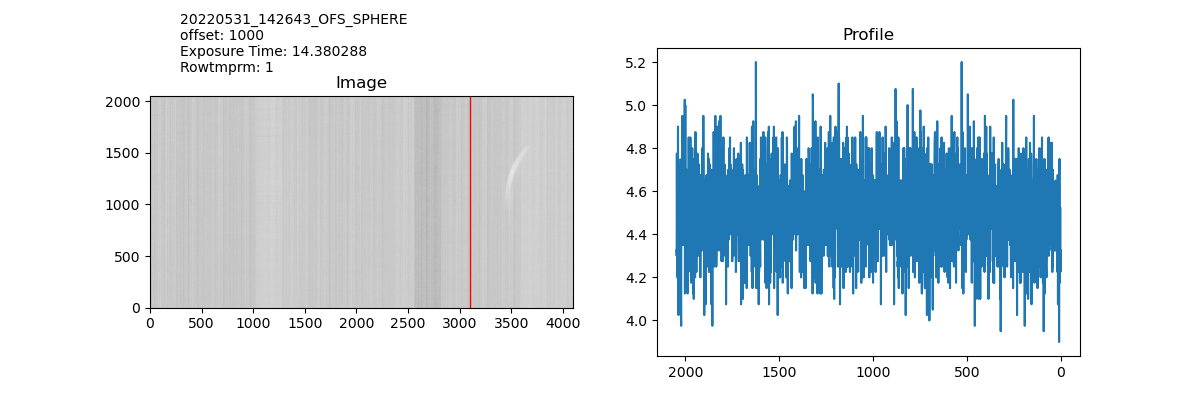 20220531_142643_OFS_SPHERE
offset: 1000
Exposure Time: 14.380288
Rowtmprm: 1
Image
2000
1500
1000
500
0
0 500 1000 1500 2000 2500 3000 3500 4000
Profile
5.2
5.0
4.8
4.6
4.4
4.2
4.0
2000 1500 1000 500 0